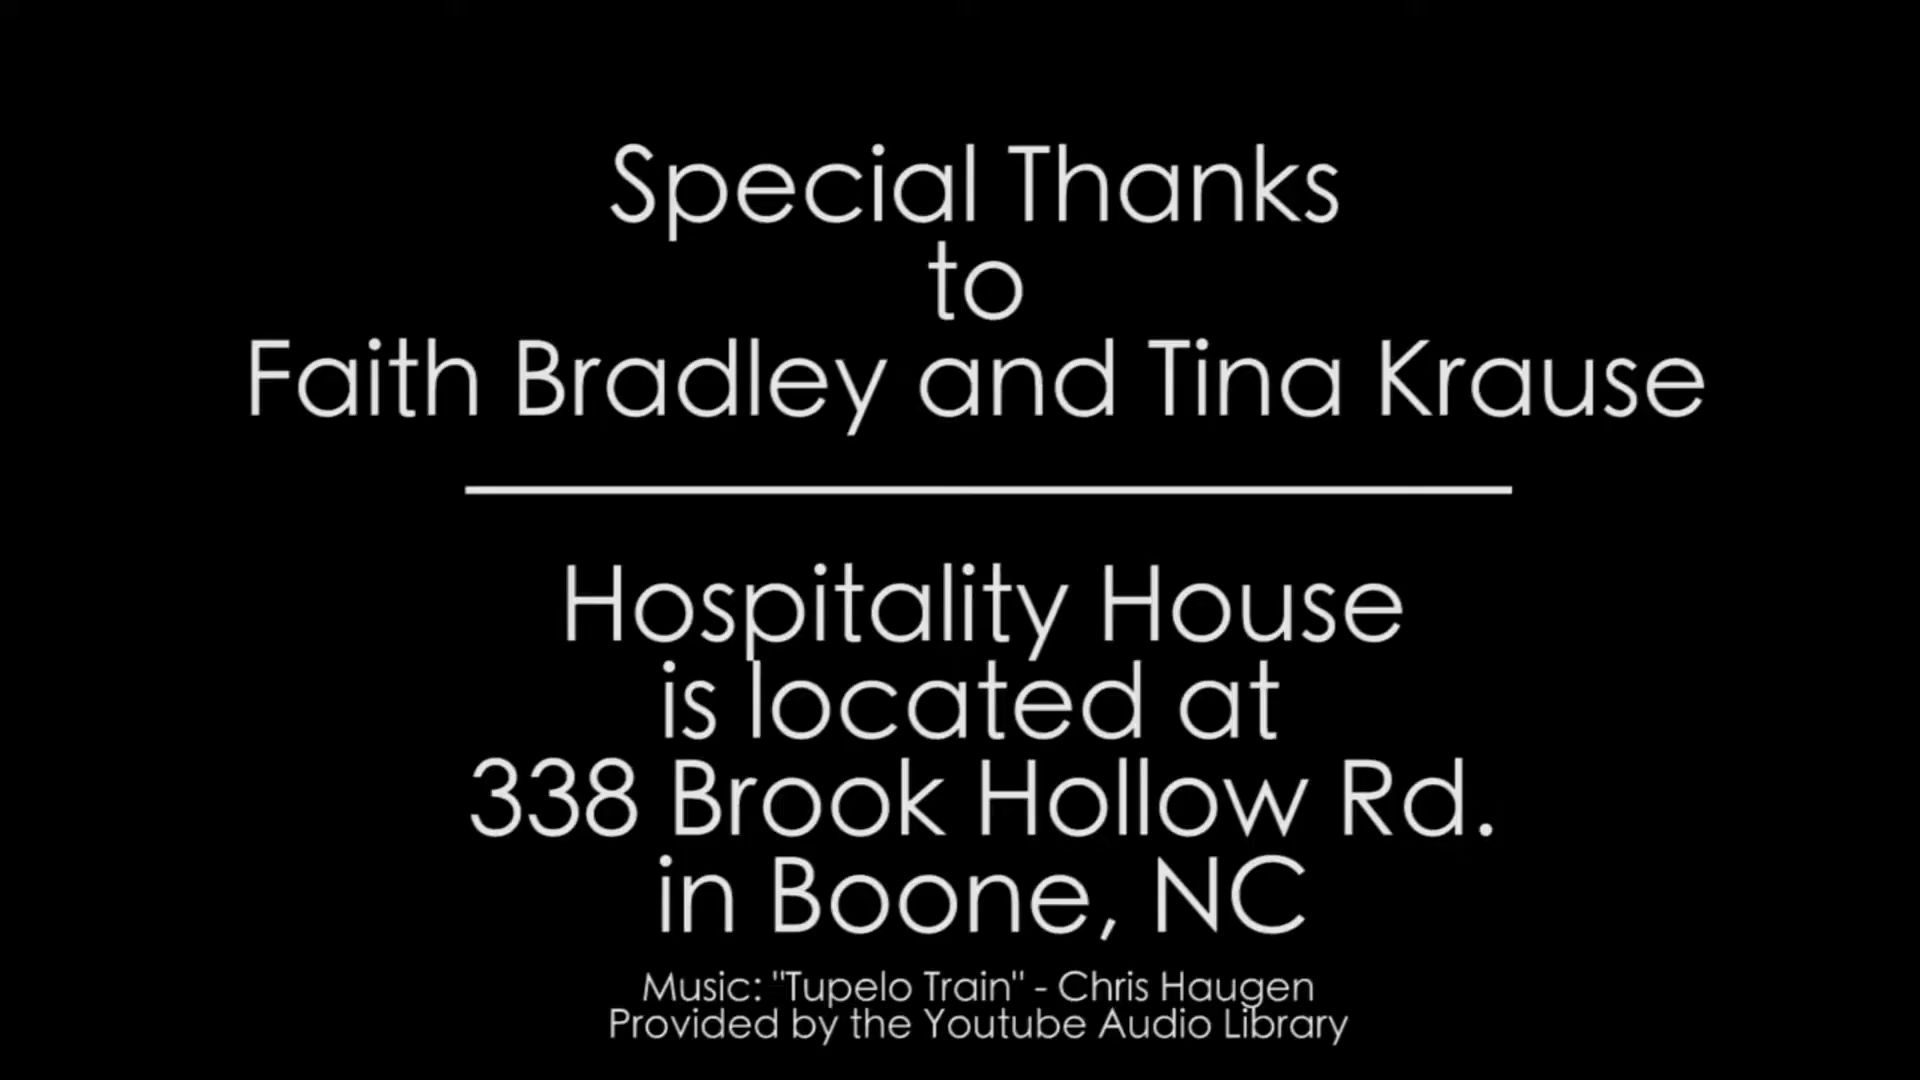 Special Thanks
to
Faith Bradley and Tina Krause
Hospitality House
is located at
338 Brook Hollow Rd.
in Boone, NC
Music: "Tupelo Train" - Chris Haugen
Provided by the Youtube Audio Library